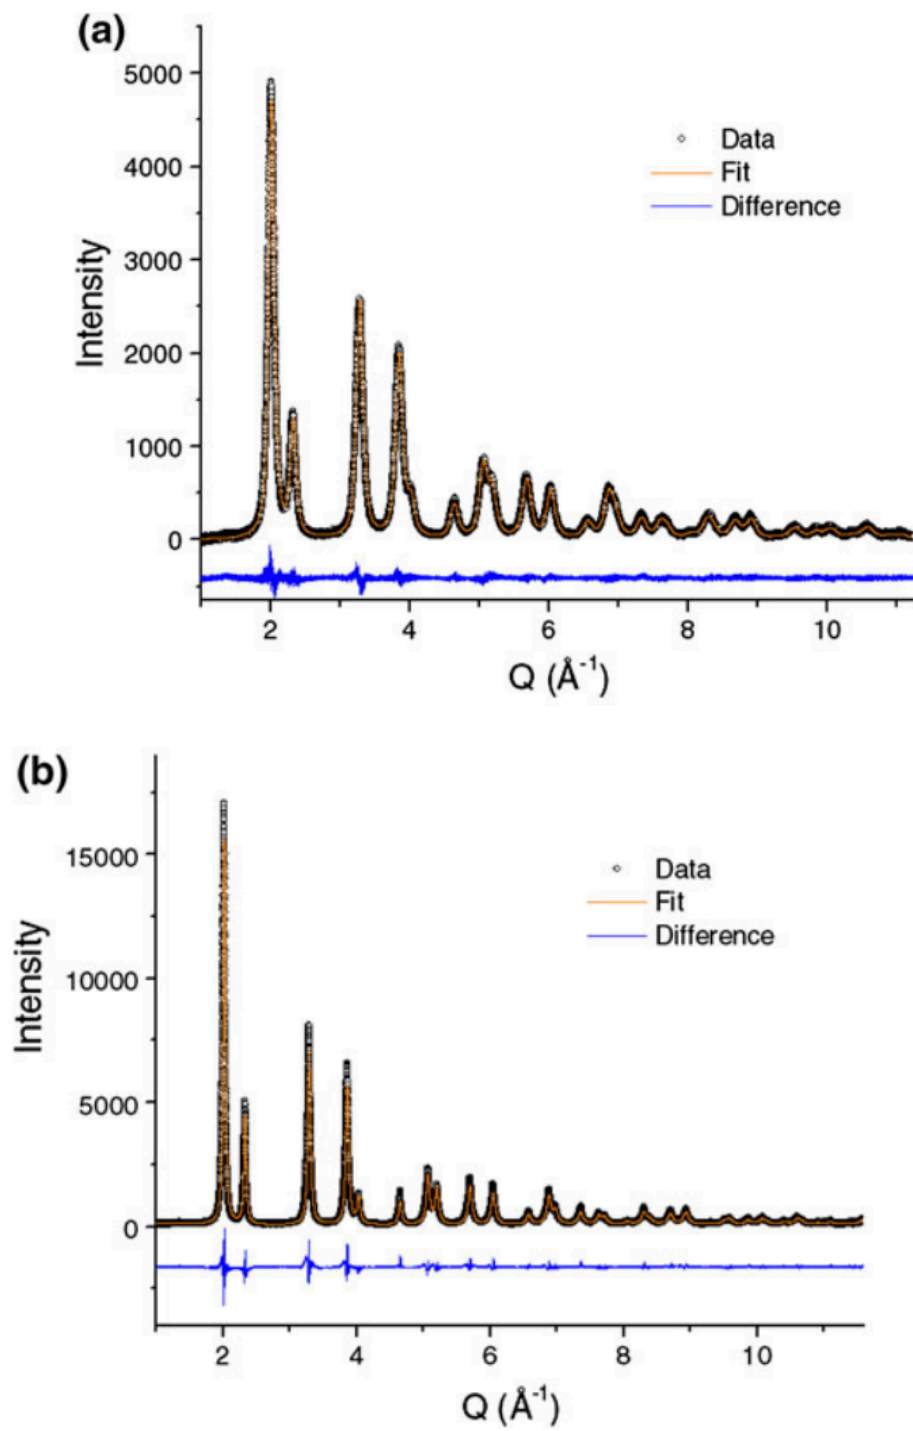 (a)
5000
4000
3000
2000
1000
0
Intensity
Data
Fit
Difference
2 4 6 8 10
Q (Å⁻¹)
(b)
15000
10000
5000
0
Intensity
Data
Fit
Difference
2 4 6 8 10
Q (Å⁻¹)